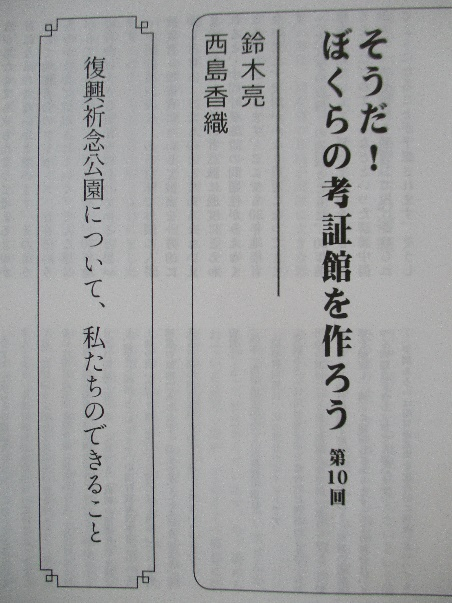 そうだ！
ぼくらの考証館を作ろう 第10回
鈴木亮
西島香織
復興祈念公園について、私たちのできること